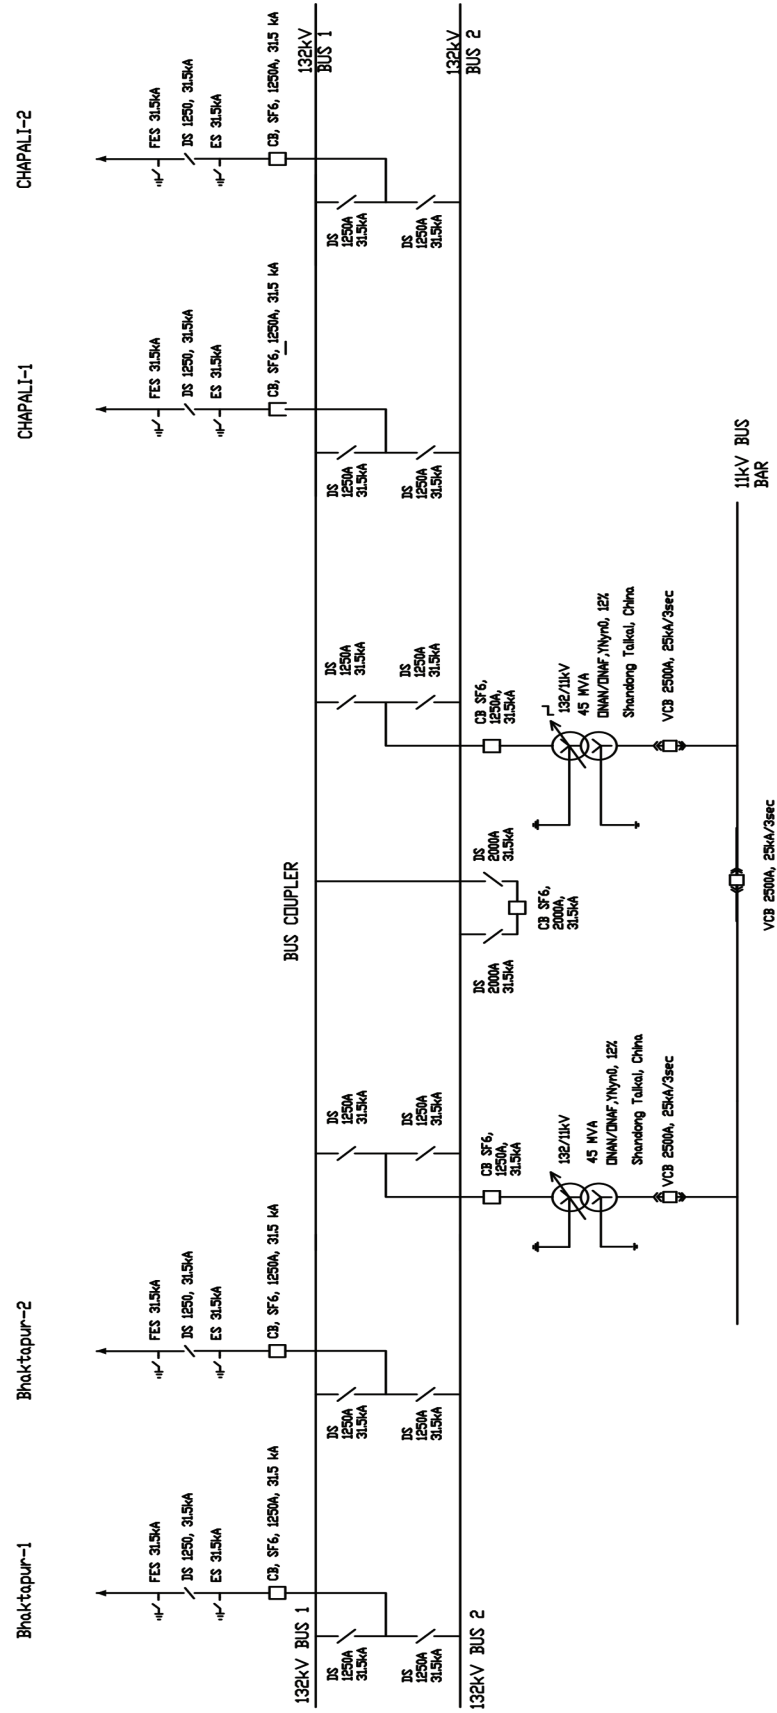 Bhaktapur-1
FES 31.5kA
DS 1250, 31.5kA
ES 31.5kA
CB, SF6, 1250A, 31.5 kA
132kV BUS 1
DS
1250A
31.5kA
DS
1250A
31.5kA
132kV BUS 2
Bhaktapur-2
FES 31.5kA
DS 1250, 31.5kA
ES 31.5kA
CB, SF6, 1250A, 31.5 kA
DS
1250A
31.5kA
DS
1250A
31.5kA
DS
1250A
31.5kA
DS
1250A
31.5kA
CB SF6,
1250A,
31.5kA
132/11kV
45 MVA
ONAN/ONAF,YNyn0, 12%
Shandong Taikai, China
VCB 2500A, 25kA/3sec
BUS COUPLER
DS
2000A
31.5kA
CB SF6,
2000A,
31.5kA
DS
2000A
31.5kA
VCB 2500A, 25kA/3sec
DS
1250A
31.5kA
DS
1250A
31.5kA
CB SF6,
1250A,
31.5kA
132/11kV
45 MVA
ONAN/ONAF,YNyn0, 12%
Shandong Taikai, China
VCB 2500A, 25kA/3sec
11kV BUS
BAR
CHAPALI-1
FES 31.5kA
DS 1250, 31.5kA
ES 31.5kA
CB, SF6, 1250A, 31.5 kA
DS
1250A
31.5kA
DS
1250A
31.5kA
CHAPALI-2
FES 31.5kA
DS 1250, 31.5kA
ES 31.5kA
CB, SF6, 1250A, 31.5 kA
DS
1250A
31.5kA
DS
1250A
31.5kA
132kV
BUS 1
132kV
BUS 2